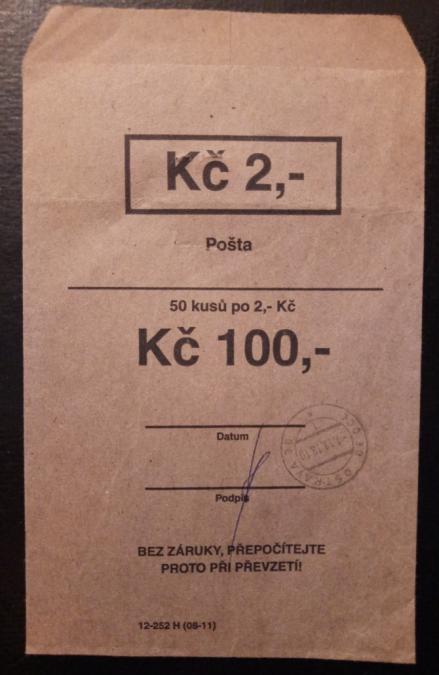 Kč 2,-
Pošta
50 kusů po 2,- Kč
Kč 100,-
Datum
Podpis
BEZ ZÁRUKY, PŘEPOČÍTEJTE
PROTO PŘI PŘEVZETÍ!
12-252 H (08-11)
OSTRAVA